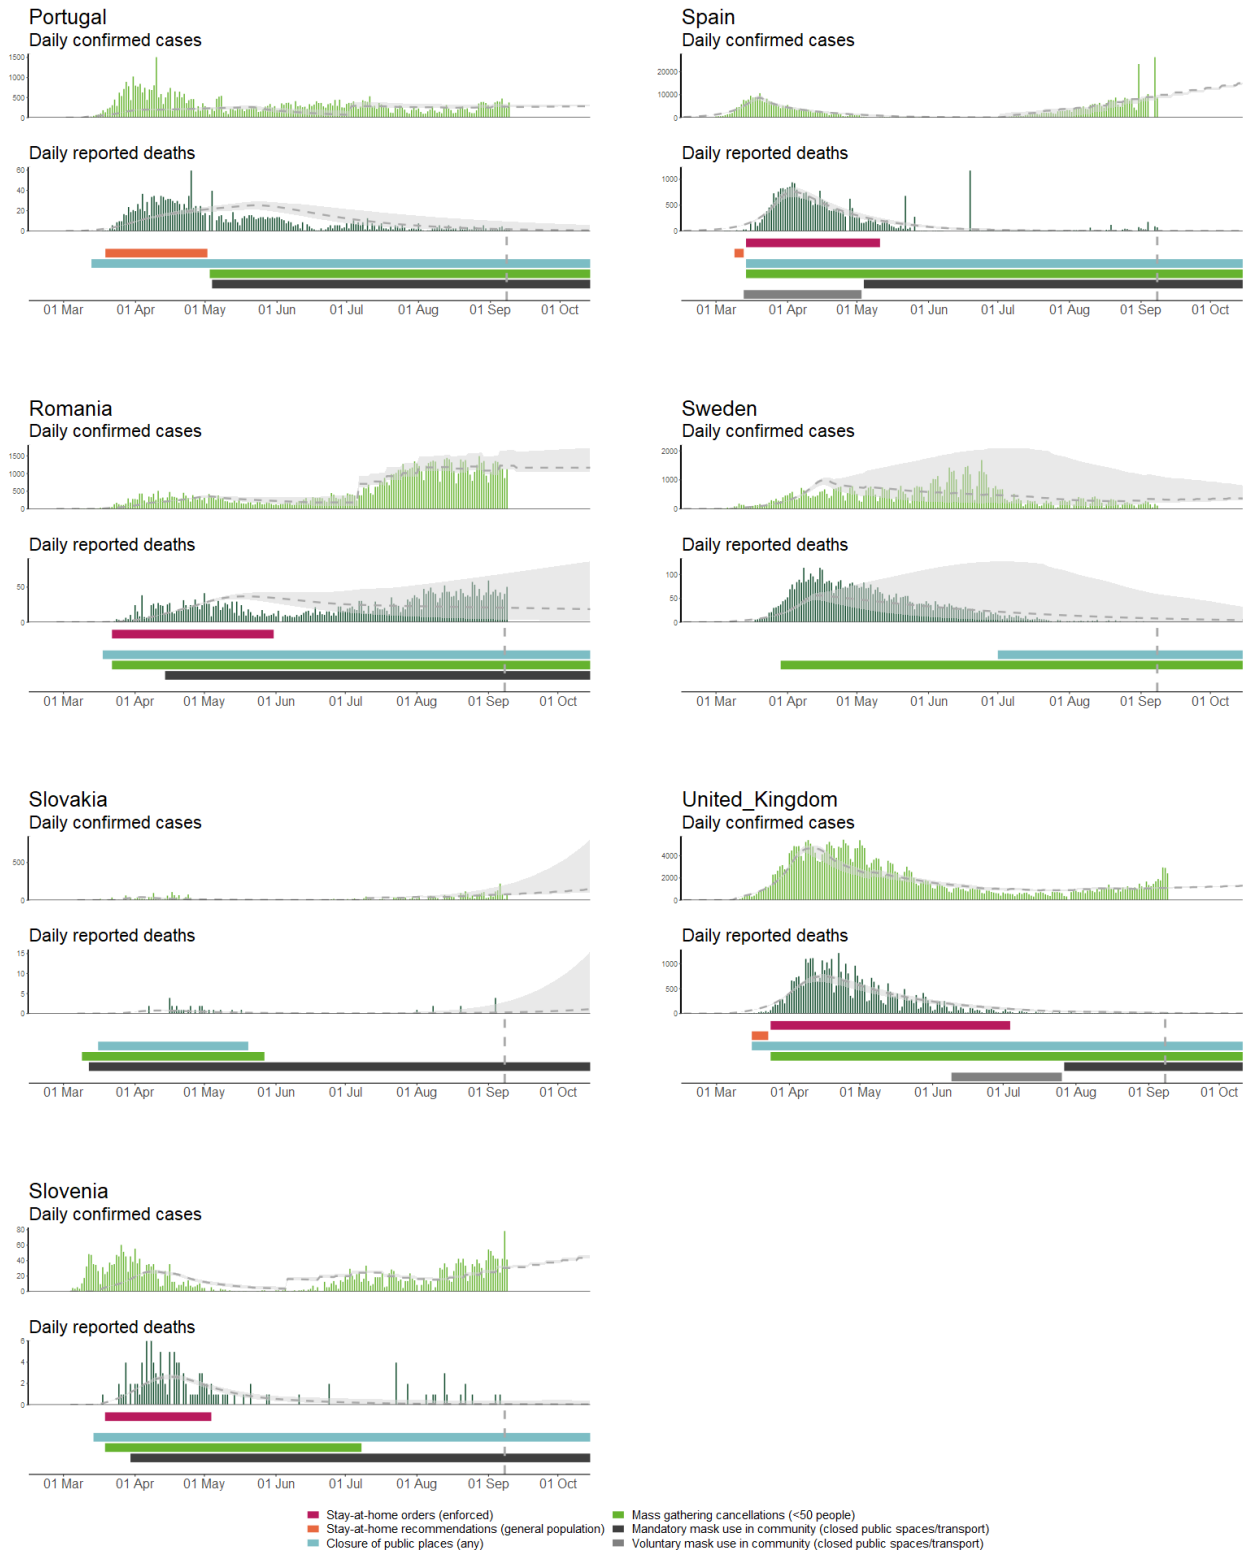 Portugal
Daily confirmed cases
1500
1000
500
0
Daily reported deaths
60
40
20
0
01 Mar 01 Apr 01 May 01 Jun 01 Jul 01 Aug 01 Sep 01 Oct
Spain
Daily confirmed cases
20000
10000
0
Daily reported deaths
1000
500
0
01 Mar 01 Apr 01 May 01 Jun 01 Jul 01 Aug 01 Sep 01 Oct
Romania
Daily confirmed cases
1500
1000
500
0
Daily reported deaths
50
0
01 Mar 01 Apr 01 May 01 Jun 01 Jul 01 Aug 01 Sep 01 Oct
Sweden
Daily confirmed cases
2000
1000
0
Daily reported deaths
100
50
0
01 Mar 01 Apr 01 May 01 Jun 01 Jul 01 Aug 01 Sep 01 Oct
Slovakia
Daily confirmed cases
500
0
Daily reported deaths
15
10
5
0
01 Mar 01 Apr 01 May 01 Jun 01 Jul 01 Aug 01 Sep 01 Oct
United_Kingdom
Daily confirmed cases
4000
2000
0
Daily reported deaths
1000
500
0
01 Mar 01 Apr 01 May 01 Jun 01 Jul 01 Aug 01 Sep 01 Oct
Slovenia
Daily confirmed cases
80
60
40
20
0
Daily reported deaths
6
4
2
0
01 Mar 01 Apr 01 May 01 Jun 01 Jul 01 Aug 01 Sep 01 Oct
Stay-at-home orders (enforced)
Stay-at-home recommendations (general population)
Closure of public places (any)
Mass gathering cancellations (<50 people)
Mandatory mask use in community (closed public spaces/transport)
Voluntary mask use in community (closed public spaces/transport)